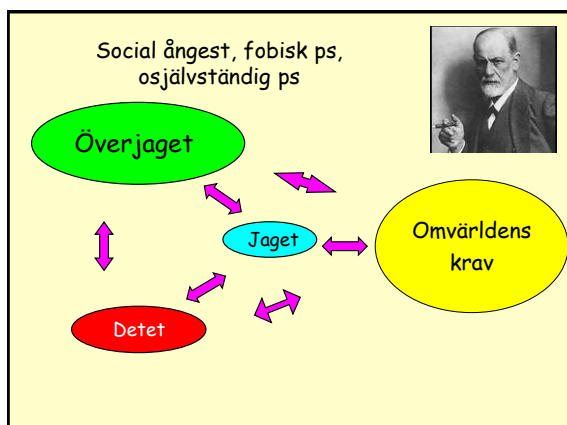 Social ångest, fobisk ps,
osjälvständig ps
Överjaget
Jaget
Omvärldens
krav
Detet